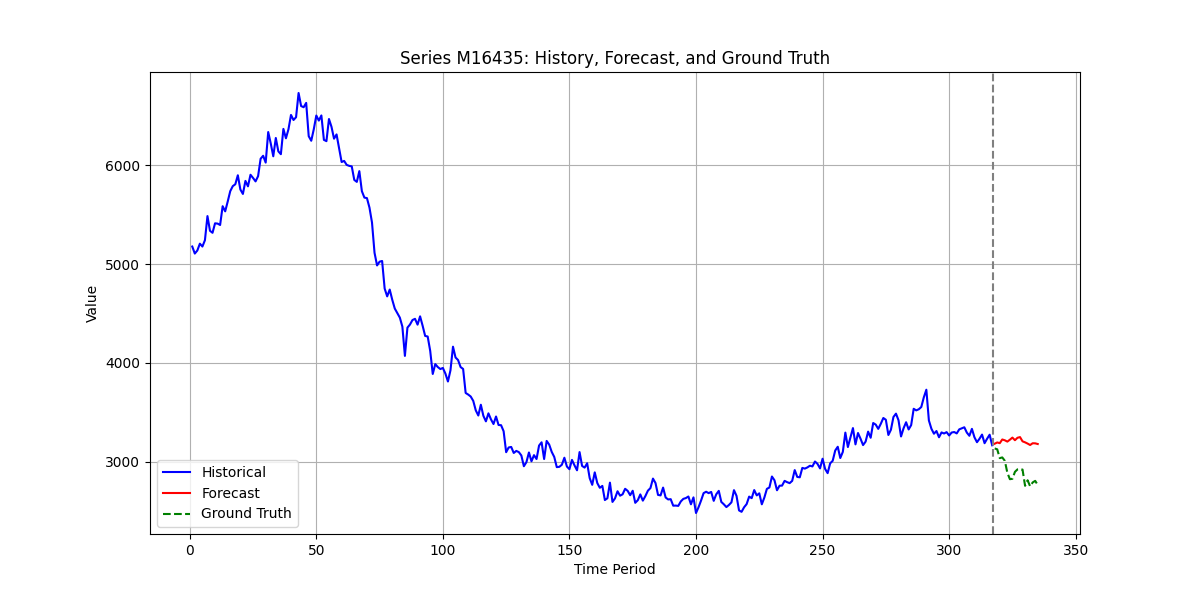 Series M16435: History, Forecast, and Ground Truth
Value
6000
5000
4000
3000
Historical
Forecast
Ground Truth
0 50 100 150 200 250 300 350
Time Period